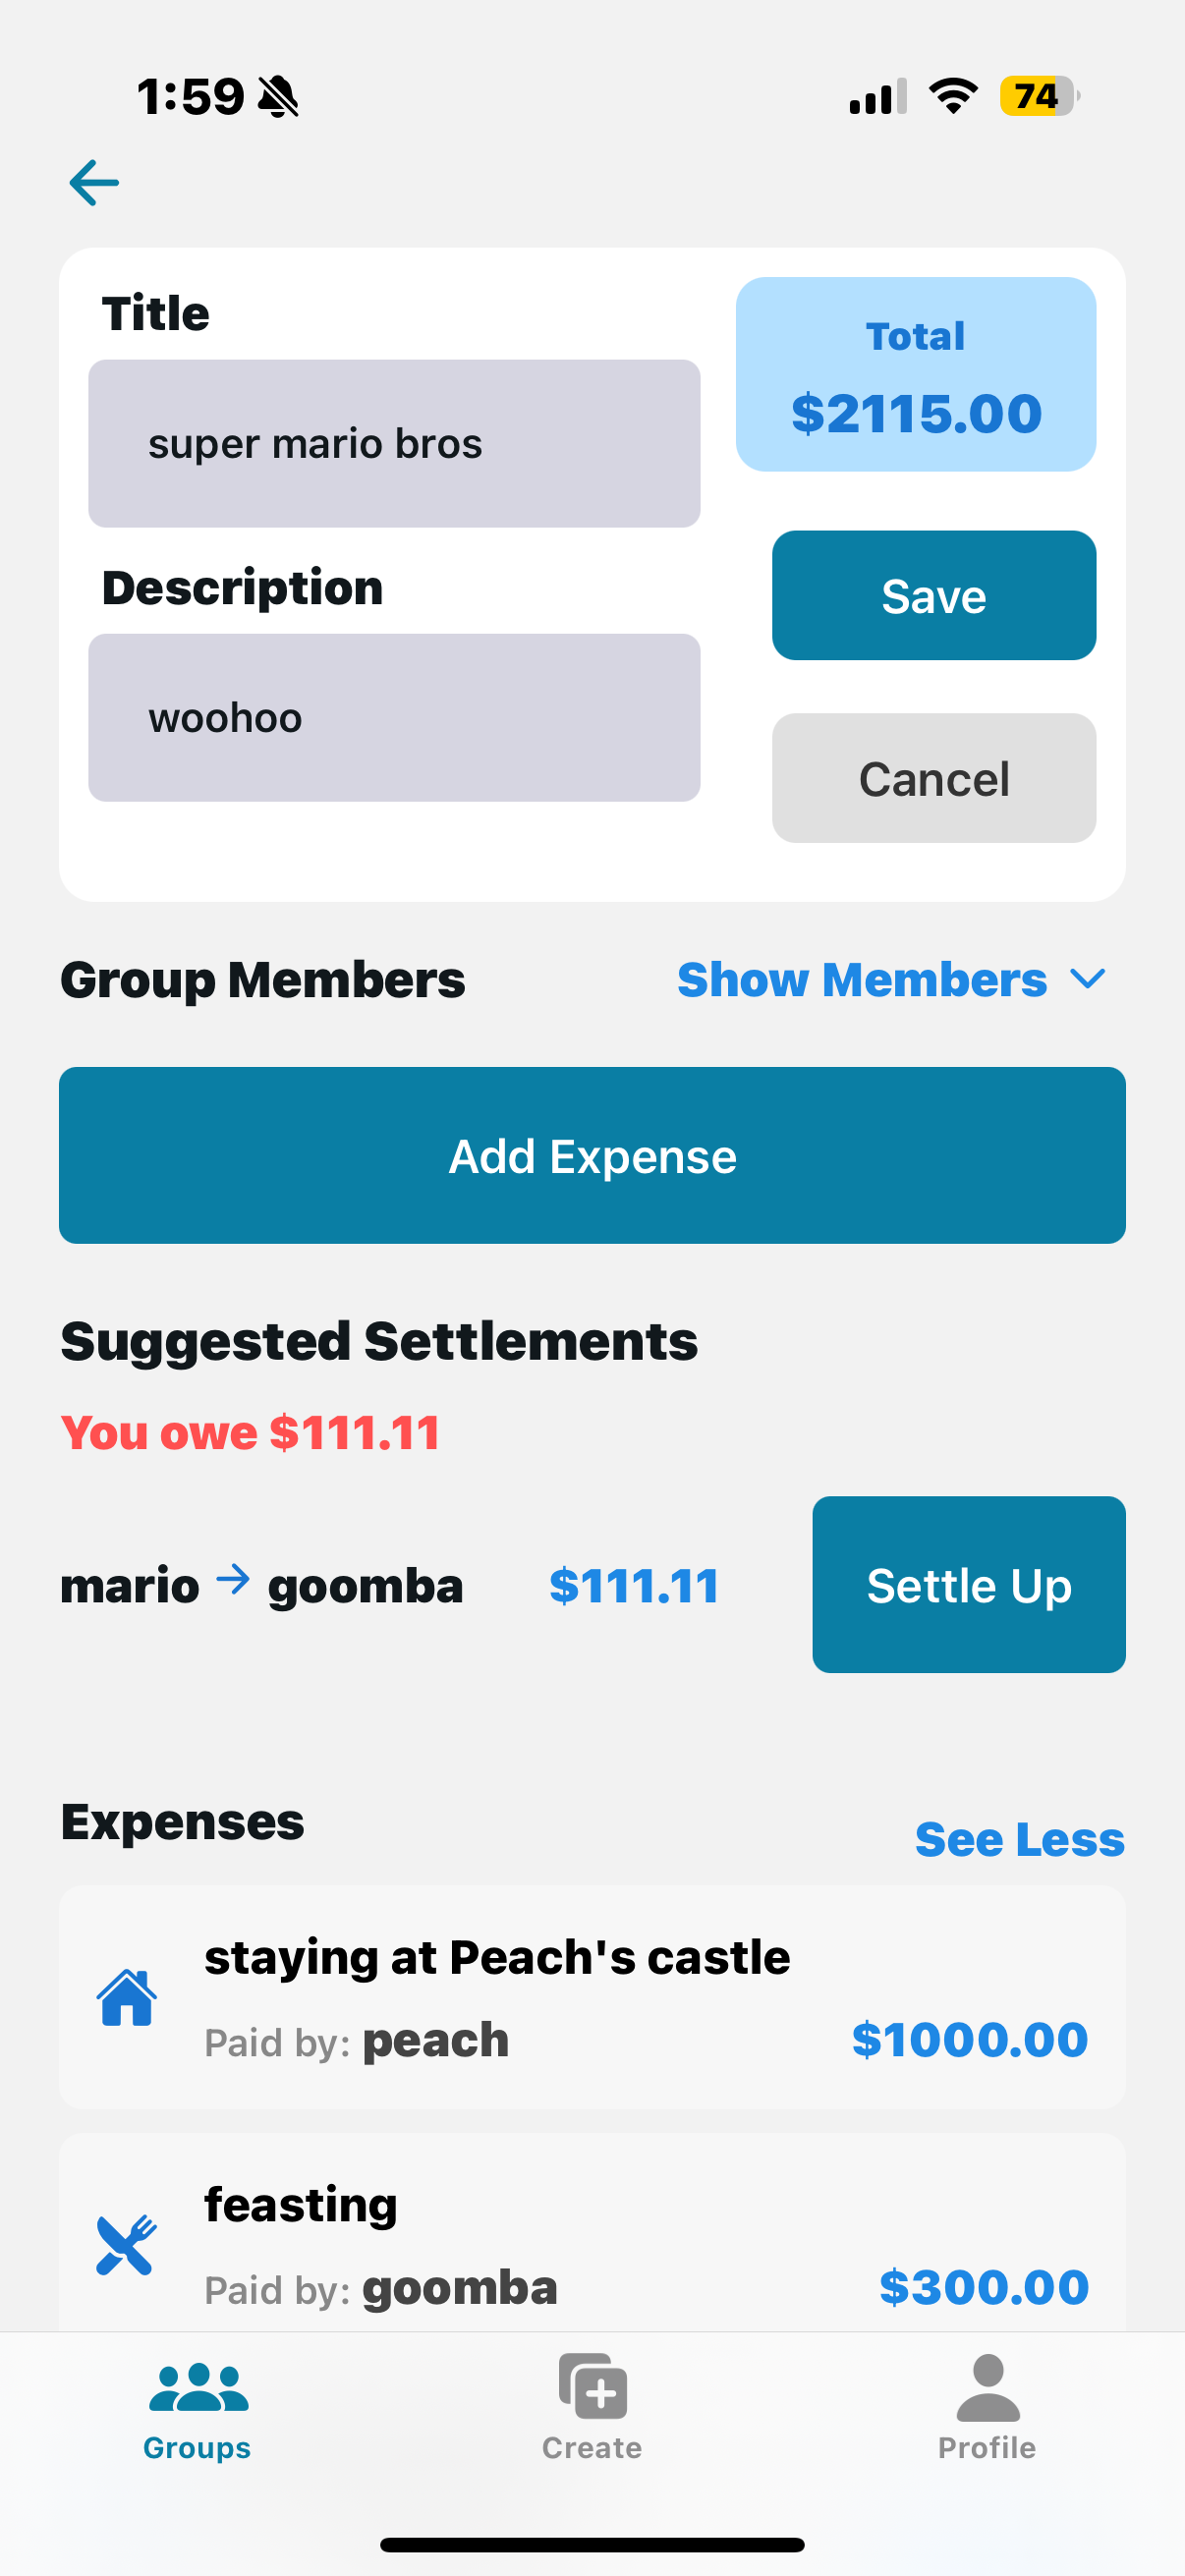 1:59
74
Title
Total
$2115.00
super mario bros
Description
Save
woohoo
Cancel
Group Members
Show Members
Add Expense
Suggested Settlements
You owe $111.11
mario → goomba $111.11
Settle Up
Expenses
See Less
staying at Peach's castle
Paid by: peach
$1000.00
feasting
Paid by: goomba
$300.00
Groups
Create
Profile